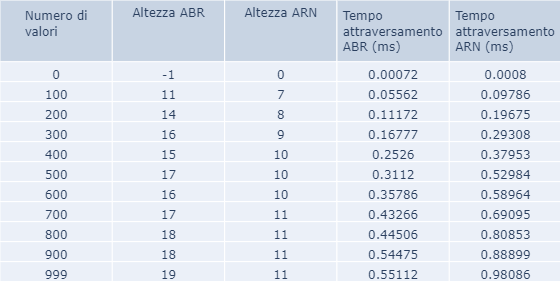 Numero di valori Altezza ABR Altezza ARN Tempo attraversamento ABR (ms) Tempo attraversamento ARN (ms)
0 -1 0 0.00072 0.0008
100 11 7 0.05562 0.09786
200 14 8 0.11172 0.19675
300 16 9 0.16777 0.29308
400 15 10 0.2526 0.37953
500 17 10 0.3112 0.52984
600 16 10 0.35786 0.58964
700 17 11 0.43266 0.69095
800 18 11 0.44506 0.80853
900 18 11 0.54475 0.88899
999 19 11 0.55112 0.98086